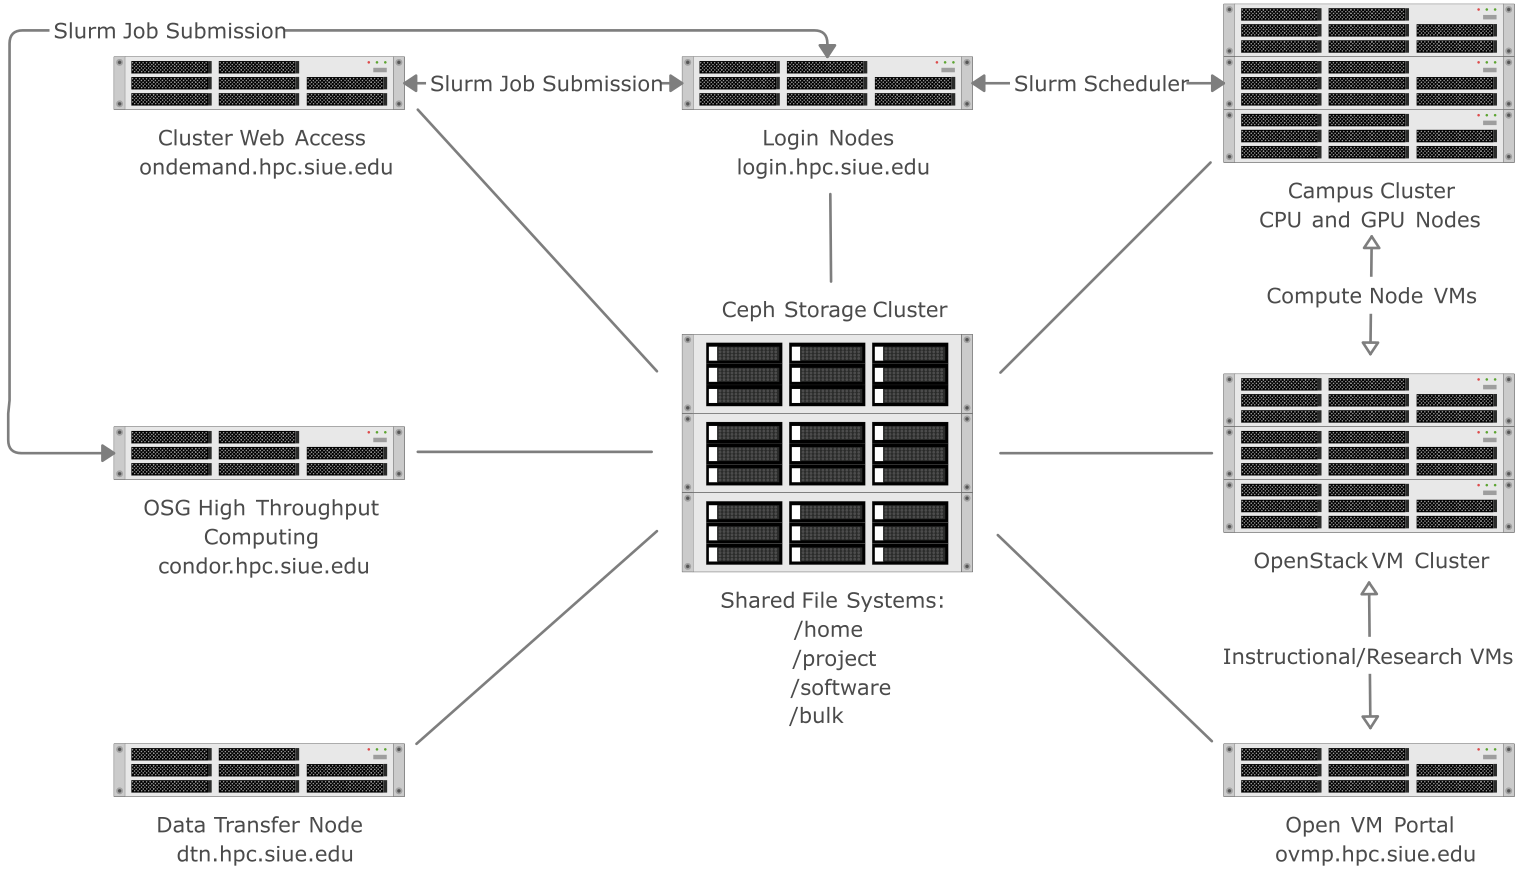 Slurm Job Submission
Slurm Job Submission
Slurm Scheduler
Cluster Web Access
ondemand.hpc.siue.edu
Login Nodes
login.hpc.siue.edu
Campus Cluster
CPU and GPU Nodes
Compute Node VMs
Ceph Storage Cluster
OSG High Throughput
Computing
condor.hpc.siue.edu
OpenStack VM Cluster
Shared File Systems:
/home
/project
/software
/bulk
Instructional/Research VMs
Data Transfer Node
dtn.hpc.siue.edu
Open VM Portal
ovmp.hpc.siue.edu